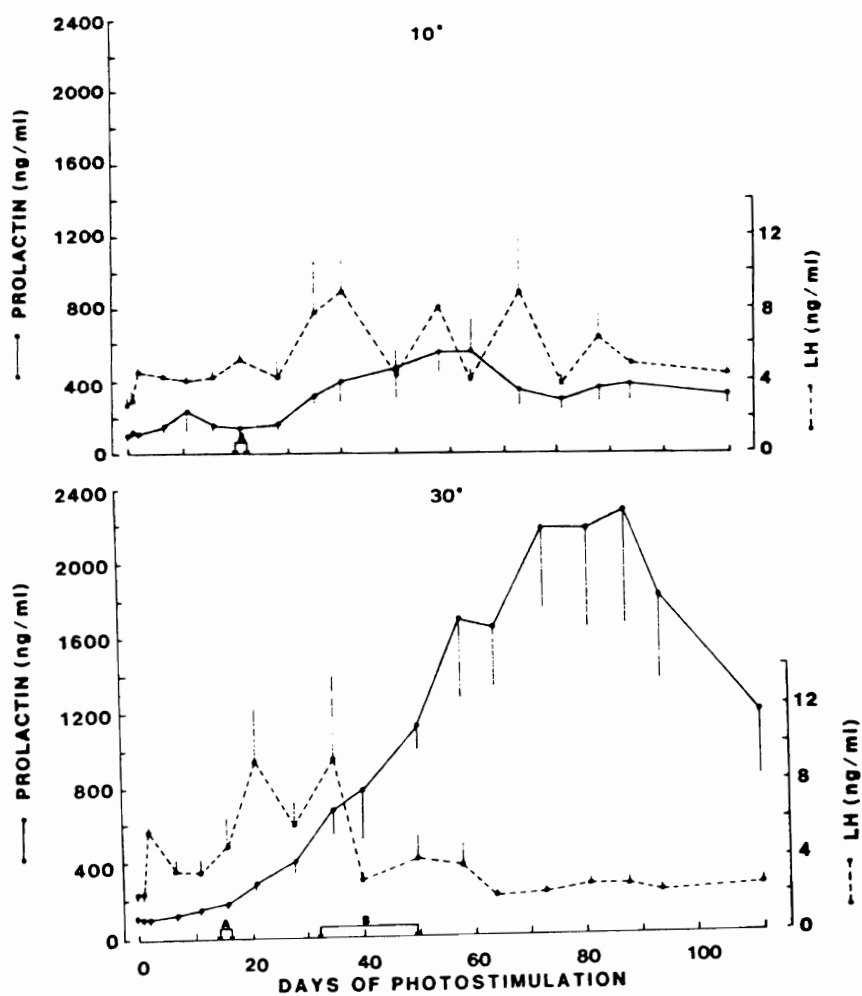 10°
2400
2000
1600
1200
800
400
0
PROLACTIN (ng/ml)
12
8
4
0
LH (ng/ml)
A
30°
2400
2000
1600
1200
800
400
0
PROLACTIN (ng/ml)
12
8
4
0
LH (ng/ml)
A
B
0 20 40 60 80 100
DAYS OF PHOTOSTIMULATION